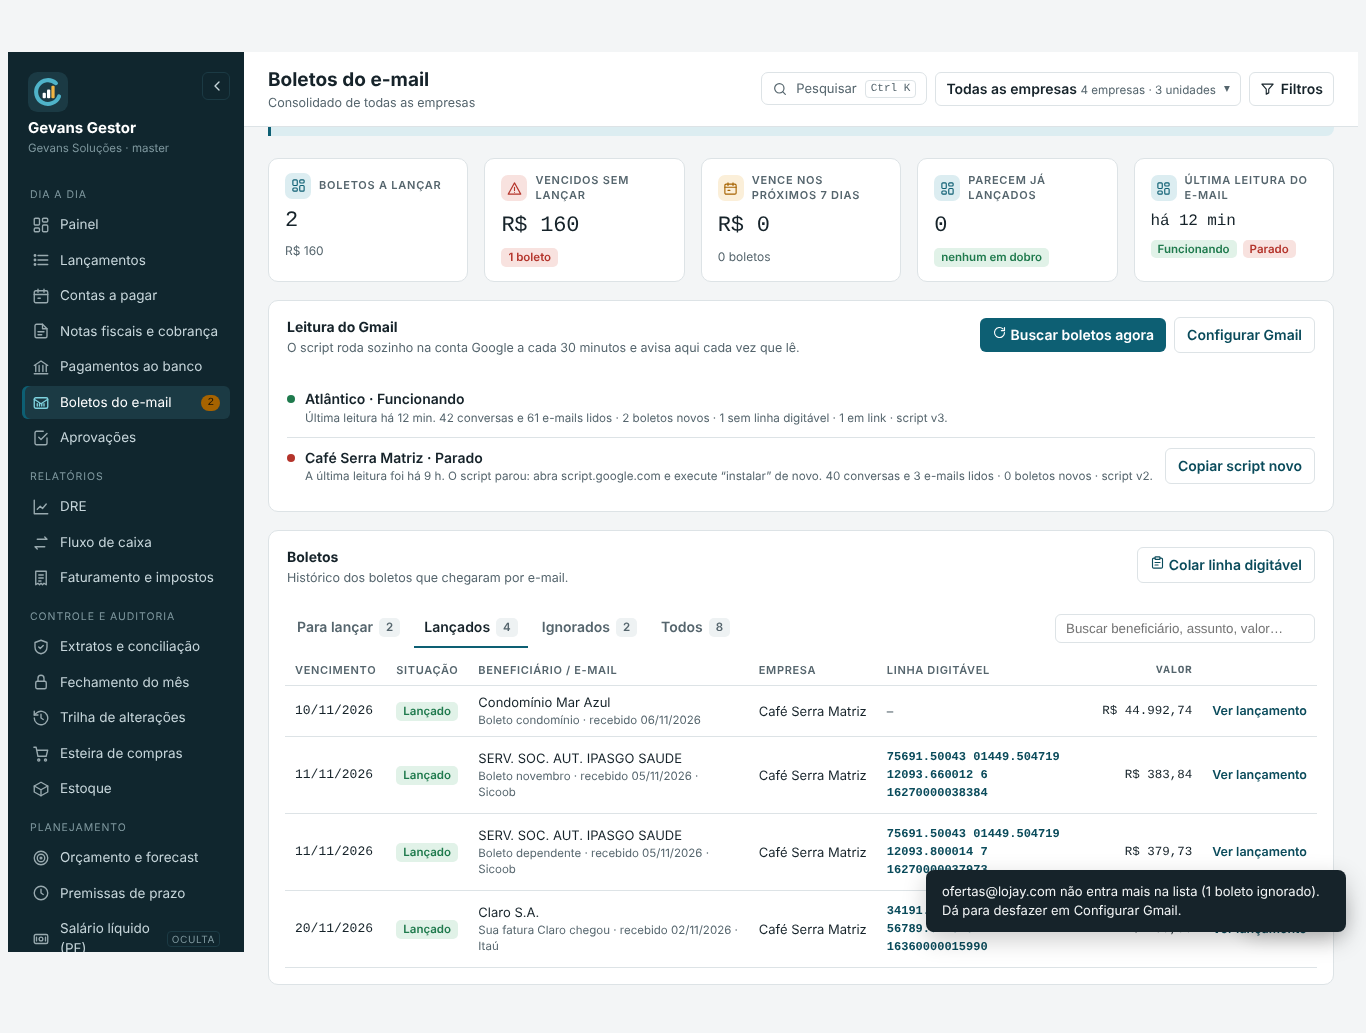 Gevans Gestor
Gevans Soluções · master
DIA A DIA
Painel
Lançamentos
Contas a pagar
Notas fiscais e cobrança
Pagamentos ao banco
Boletos do e-mail 2
Aprovações
RELATÓRIOS
DRE
Fluxo de caixa
Faturamento e impostos
CONTROLE E AUDITORIA
Extratos e conciliação
Fechamento do mês
Trilha de alterações
Esteira de compras
Estoque
PLANEJAMENTO
Orçamento e forecast
Premissas de prazo
Salário líquido
(PF)
OCULTA
Boletos do e-mail
Consolidado de todas as empresas
Pesquisar Ctrl K
Todas as empresas 4 empresas · 3 unidades
Filtros
BOLETOS A LANÇAR
2
R$ 160
VENCIDOS SEM
LANÇAR
R$ 160
1 boleto
VENCE NOS
PRÓXIMOS 7 DIAS
R$ 0
0 boletos
PARECEM JÁ
LANÇADOS
0
nenhum em dobro
ÚLTIMA LEITURA DO
E-MAIL
há 12 min
Funcionando Parado
Leitura do Gmail
O script roda sozinho na conta Google a cada 30 minutos e avisa aqui cada vez que lê.
Buscar boletos agora
Configurar Gmail
Atlântico · Funcionando
Última leitura há 12 min. 42 conversas e 61 e-mails lidos · 2 boletos novos · 1 sem linha digitável · 1 em link · script v3.
Café Serra Matriz · Parado
A última leitura foi há 9 h. O script parou: abra script.google.com e execute “instalar” de novo. 40 conversas e 3 e-mails lidos · 0 boletos novos · script v2.
Copiar script novo
Boletos
Histórico dos boletos que chegaram por e-mail.
Colar linha digitável
Para lançar 2 Lançados 4 Ignorados 2 Todos 8
Buscar beneficiário, assunto, valor…
VENCIMENTO SITUAÇÃO BENEFICIÁRIO / E-MAIL EMPRESA LINHA DIGITÁVEL VALOR
10/11/2026 Lançado Condomínio Mar Azul
Boleto condomínio · recebido 06/11/2026
Café Serra Matriz – R$ 44.992,74 Ver lançamento
11/11/2026 Lançado SERV. SOC. AUT. IPASGO SAUDE
Boleto novembro · recebido 05/11/2026 ·
Sicoob
Café Serra Matriz
75691.50043 01449.504719
12093.660012 6
16270000038384
R$ 383,84 Ver lançamento
11/11/2026 Lançado SERV. SOC. AUT. IPASGO SAUDE
Boleto dependente · recebido 05/11/2026 ·
Sicoob
Café Serra Matriz
75691.50043 01449.504719
12093.800014 7
16270000037973
R$ 379,73 Ver lançamento
20/11/2026 Lançado Claro S.A.
Sua fatura Claro chegou · recebido 02/11/2026 ·
Itaú
Café Serra Matriz
34191.
56789.
16360000015990
ofertas@lojay.com não entra mais na lista (1 boleto ignorado).
Dá para desfazer em Configurar Gmail.